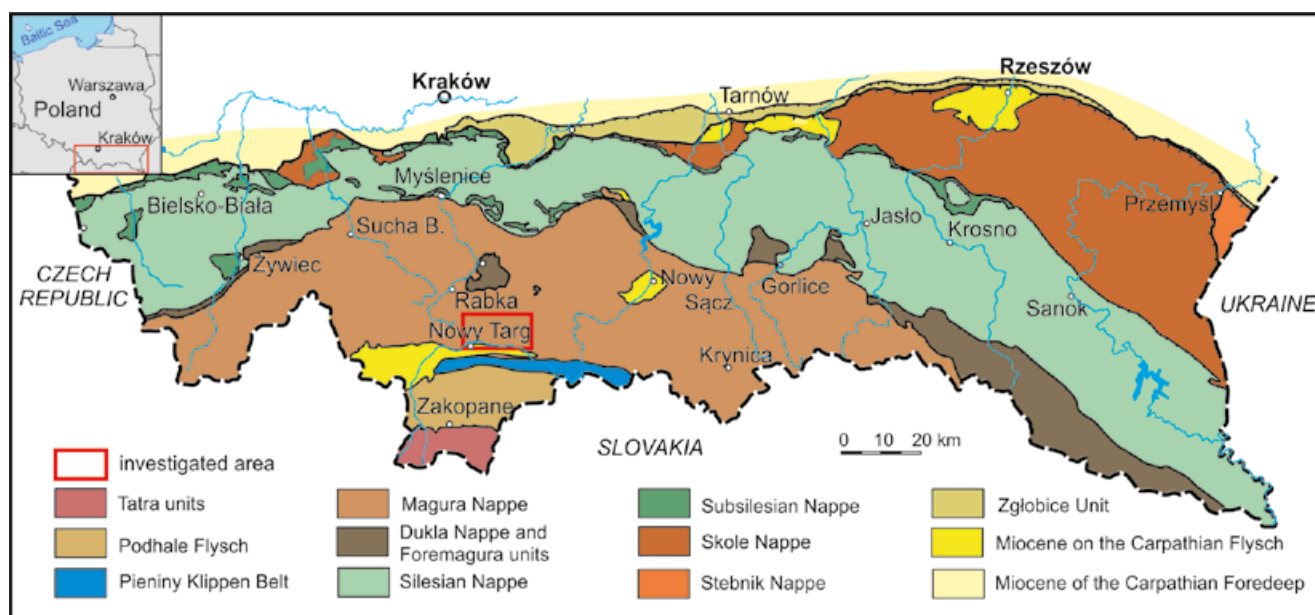 Baltic Sea
Warszawa
Poland
Kraków
Kraków
Rzeszów
Tarnów
Myślenice
Bielsko-Biała
Przemyśl
Jasło
Sucha B.
Krosno
CZECH
REPUBLIC
Żywiec
Nowy
Sącz
Gorlice
Rabka
Sanok
UKRAINE
Nowy Targ
Krynica
Zakopane
SLOVAKIA
0 10 20 km
investigated area
Tatra units
Podhale Flysch
Pieniny Klippen Belt
Magura Nappe
Dukla Nappe and
Foremagura units
Silesian Nappe
Subsilesian Nappe
Skole Nappe
Stebnik Nappe
Zgłobice Unit
Miocene on the Carpathian Flysch
Miocene of the Carpathian Foredeep